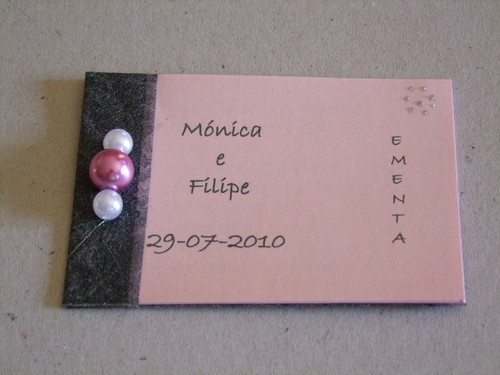 Mónica
e
Filipe
29-07-2010
EMENTA